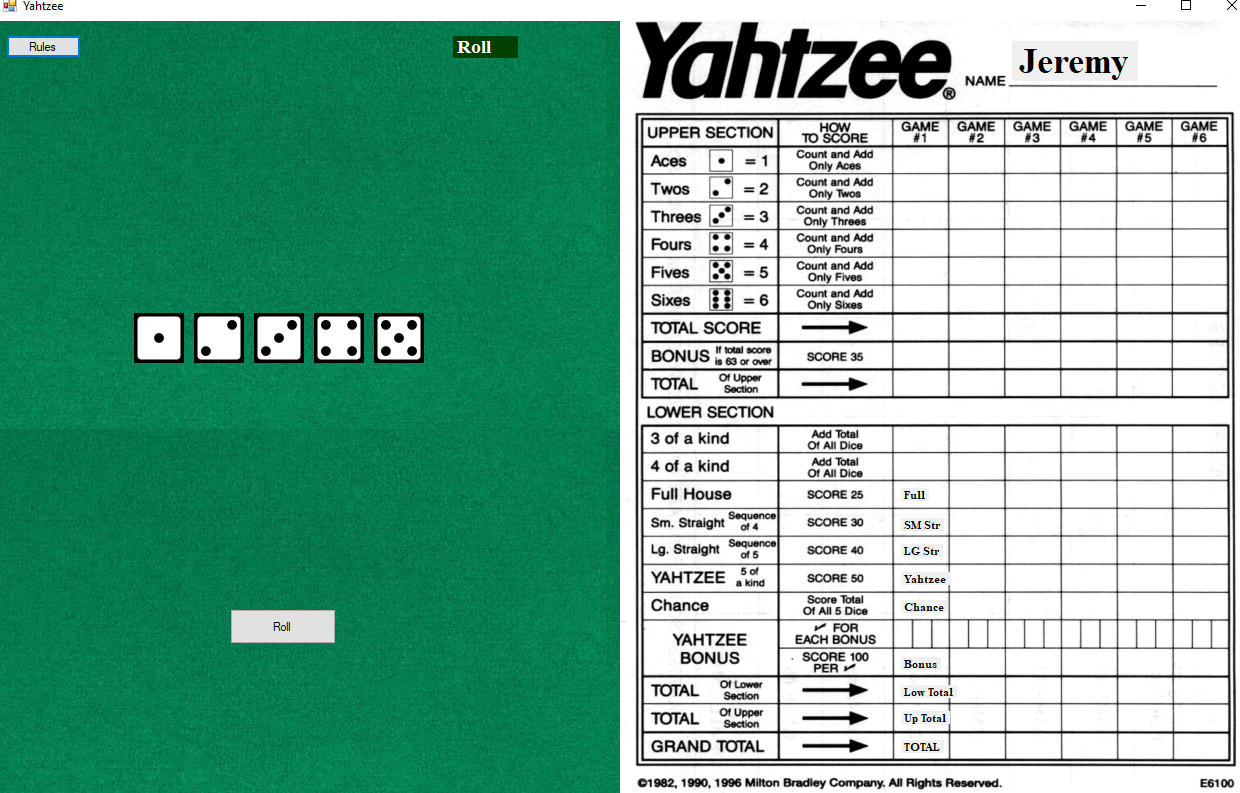 Yahtzee
Rules
Roll
Roll
Yahtzee® NAME Jeremy
UPPER SECTION HOW TO SCORE GAME #1 GAME #2 GAME #3 GAME #4 GAME #5 GAME #6
Aces = 1 Count and Add Only Aces
Twos = 2 Count and Add Only Twos
Threes = 3 Count and Add Only Threes
Fours = 4 Count and Add Only Fours
Fives = 5 Count and Add Only Fives
Sixes = 6 Count and Add Only Sixes
TOTAL SCORE
BONUS If total score is 63 or over SCORE 35
TOTAL Of Upper Section
LOWER SECTION
3 of a kind Add Total Of All Dice
4 of a kind Add Total Of All Dice
Full House SCORE 25 Full
Sm. Straight Sequence of 4 SCORE 30 SM Str
Lg. Straight Sequence of 5 SCORE 40 LG Str
YAHTZEE 5 of a kind SCORE 50 Yahtzee
Chance Score Total Of All 5 Dice Chance
YAHTZEE BONUS ✓ FOR EACH BONUS
SCORE 100 PER ✓ Bonus
TOTAL Of Lower Section Low Total
TOTAL Of Upper Section Up Total
GRAND TOTAL TOTAL
©1982, 1990, 1996 Milton Bradley Company. All Rights Reserved. E6100